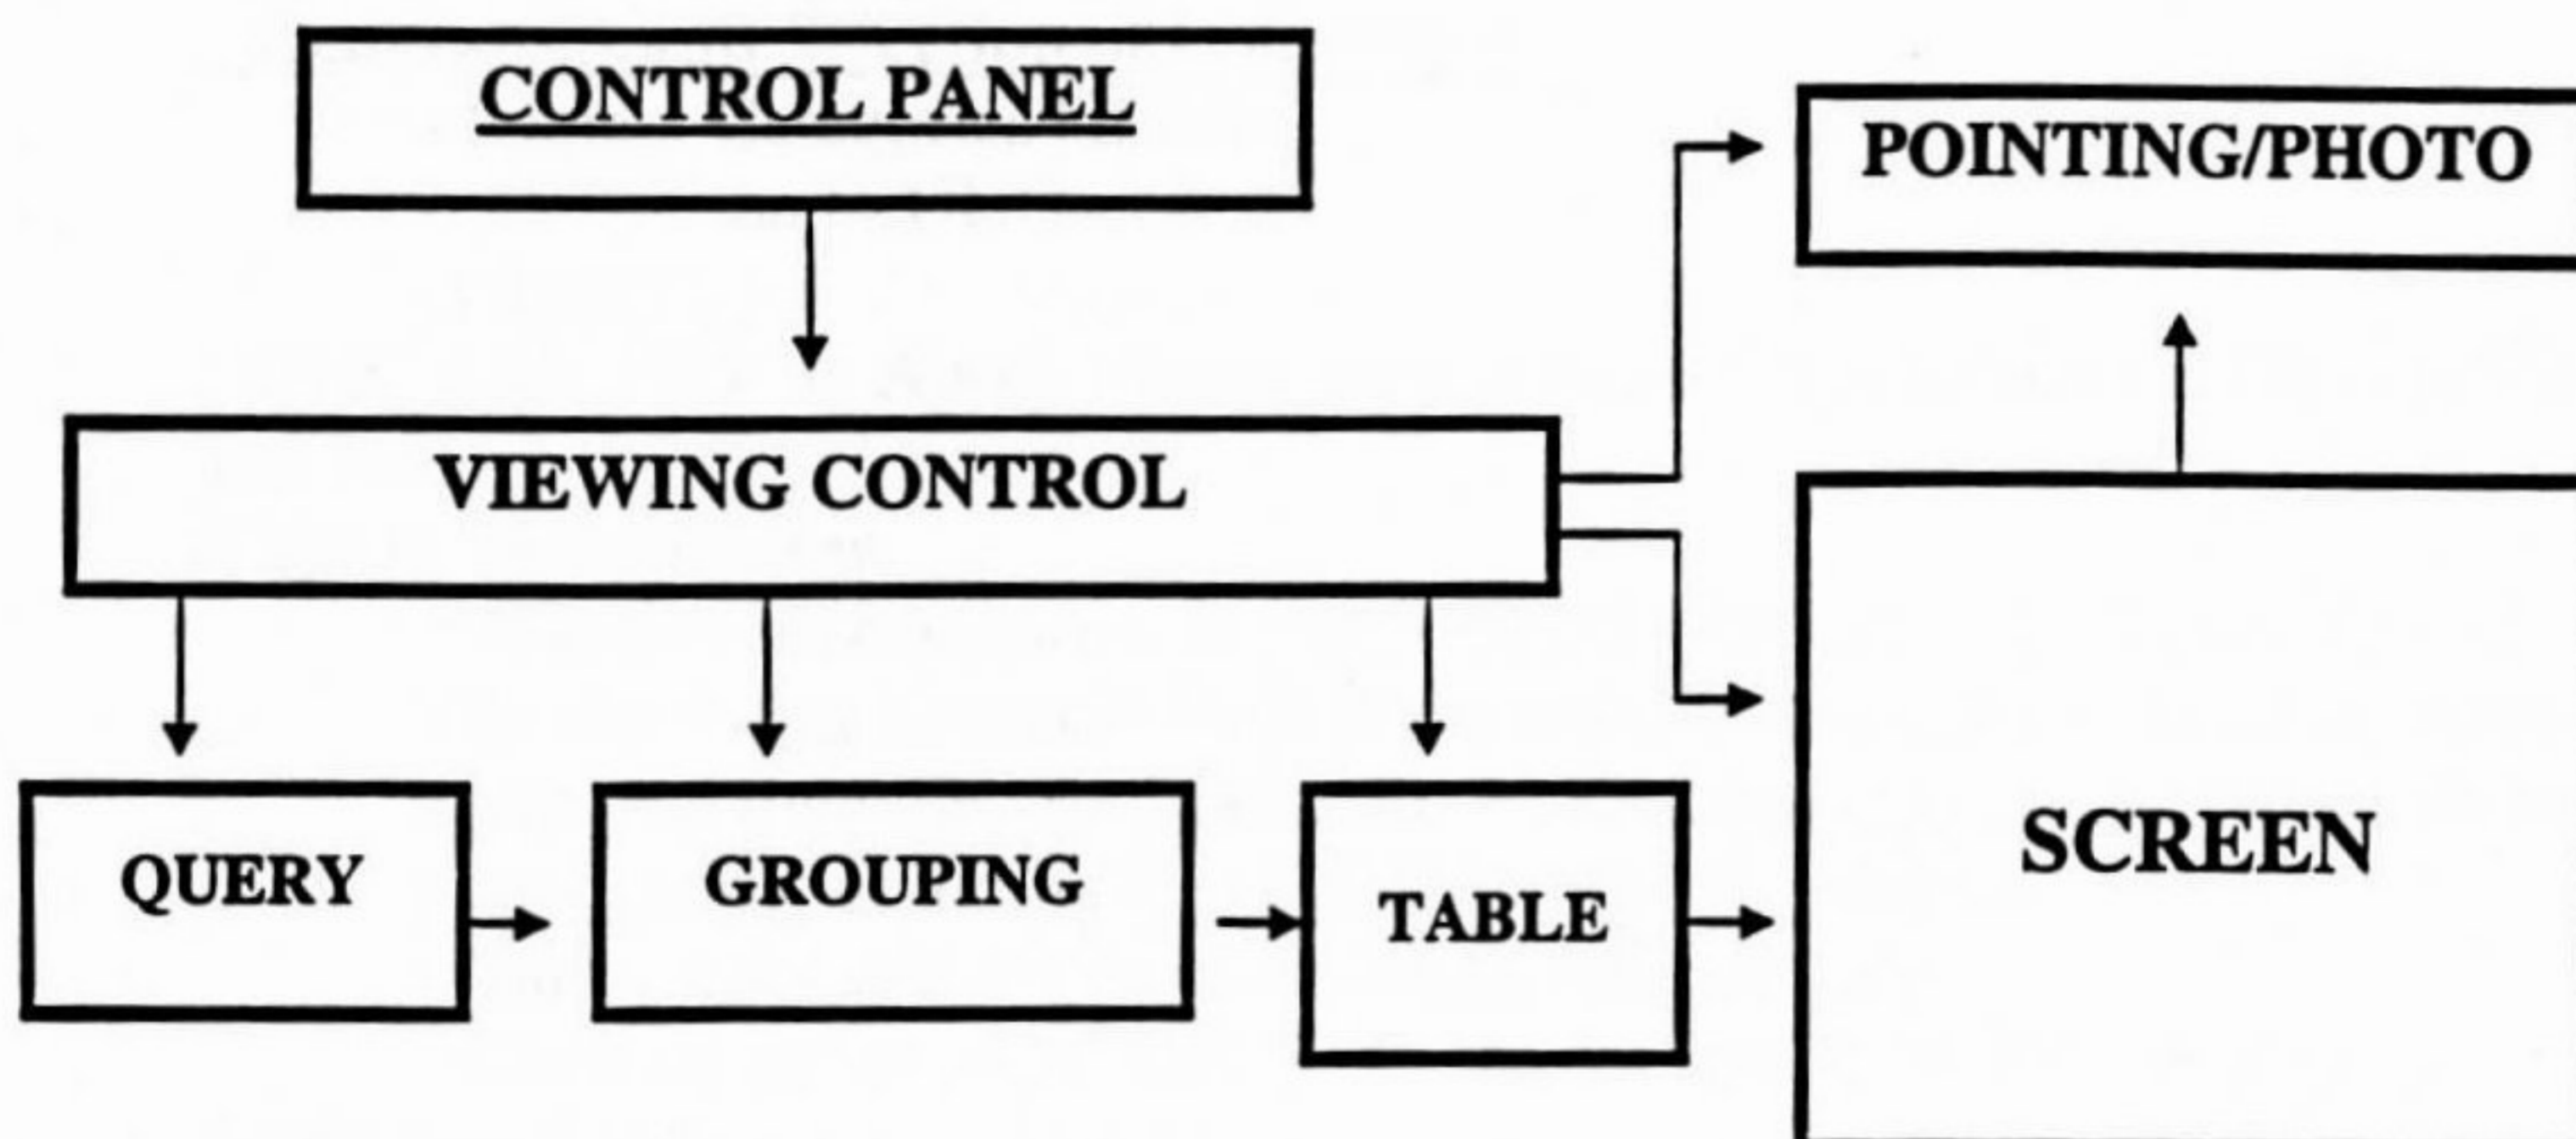 CONTROL PANEL
POINTING/PHOTO
VIEWING CONTROL
QUERY
GROUPING
TABLE
SCREEN